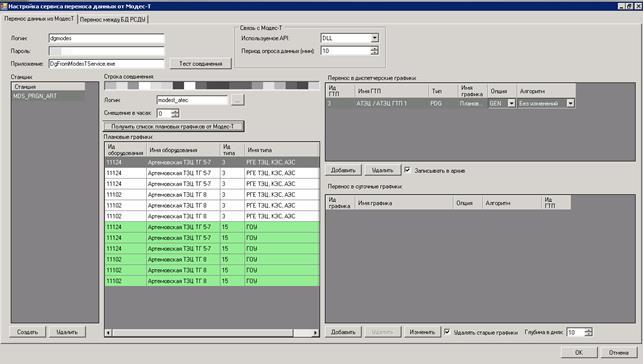 Настройка сервиса переноса данных от Модес-Т
Перенос данных из МодесТ
Перенос между БД РСДУ
Логин:
dgmodes
Пароль:
Приложение:
DgFromModesTService.exe
Тест соединения
Связь с Модес-Т
Используемое API:
DLL
Период опроса данных (мин)
10
Станции:
Станция
MDS_PRGN_ART
Создать
Удалить
Строка соединения:
Логин:
modest_atec
...
Смещение в часах:
0
Получить список плановых графиков от Модес-Т
Плановые графики:
Ид оборудования Имя оборудования Ид типа Имя типа
11124 Артемовская ТЭЦ ТГ 5-7 3 РГЕ ТЭЦ, КЭС, АЭС
11124 Артемовская ТЭЦ ТГ 5-7 3 РГЕ ТЭЦ, КЭС, АЭС
11124 Артемовская ТЭЦ ТГ 5-7 3 РГЕ ТЭЦ, КЭС, АЭС
11102 Артемовская ТЭЦ ТГ 8 3 РГЕ ТЭЦ, КЭС, АЭС
11102 Артемовская ТЭЦ ТГ 8 3 РГЕ ТЭЦ, КЭС, АЭС
11102 Артемовская ТЭЦ ТГ 8 3 РГЕ ТЭЦ, КЭС, АЭС
11124 Артемовская ТЭЦ ТГ 5-7 15 ГОУ
11124 Артемовская ТЭЦ ТГ 5-7 15 ГОУ
11124 Артемовская ТЭЦ ТГ 5-7 15 ГОУ
11102 Артемовская ТЭЦ ТГ 8 15 ГОУ
11102 Артемовская ТЭЦ ТГ 8 15 ГОУ
11102 Артемовская ТЭЦ ТГ 8 15 ГОУ
Перенос в диспетчерские графики:
Ид ГТП Имя ГТП Тип Имя графика Опция Алгоритм
3 АТЭЦ / АТЭЦ ГТП 1 PDG Планов... GEN Без изменений
Добавить
Удалить
Записывать в архив
Перенос в суточные графики:
Ид графика Имя графика Опция Алгоритм Ид ГТП
Добавить
Удалить
Изменить
Удалять старые графики
Глубина в днях:
10
OK
Отмена